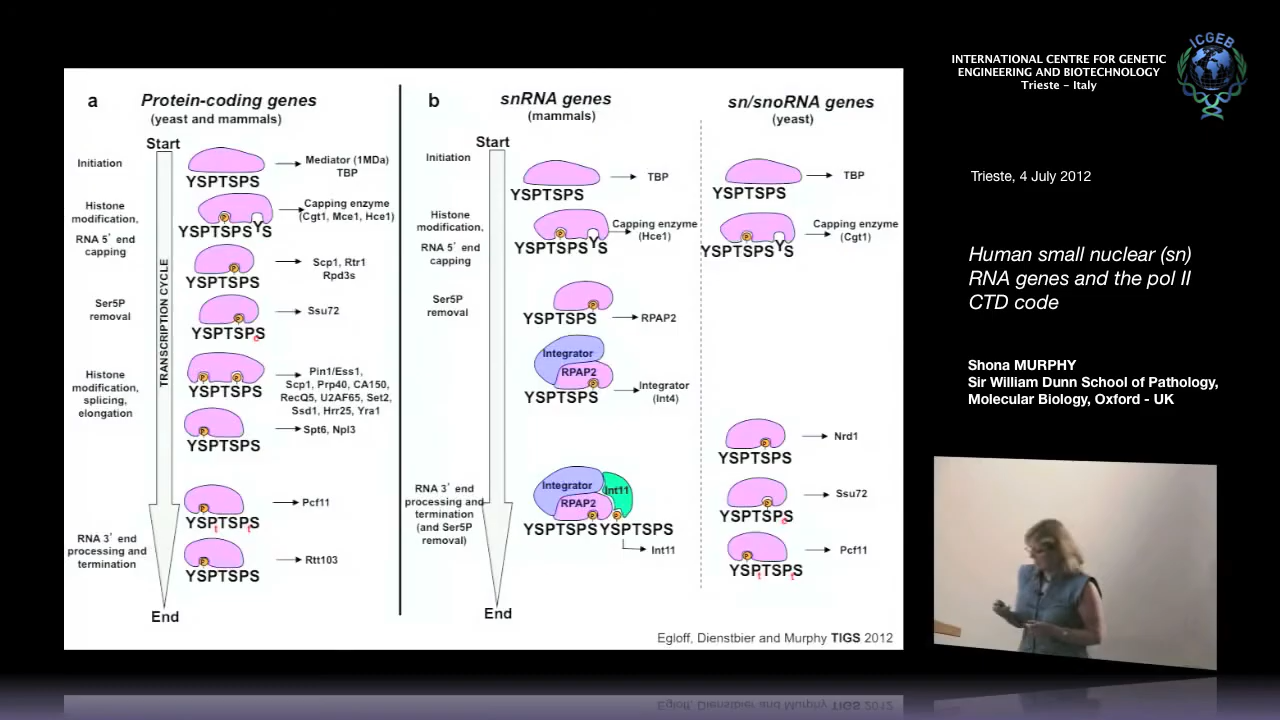 a
Protein-coding genes
(yeast and mammals)
Start
Initiation
YSPTSPS
Mediator (1MDa)
TBP
Histone
modification,
RNA 5' end
capping
YSPTSPSYS
Capping enzyme
(Cgt1, Mce1, Hce1)
YSPTSPS
Scp1, Rtr1
Rpd3s
Ser5P
removal
YSPTSPS
c
Ssu72
TRANSCRIPTION CYCLE
Histone
modification,
splicing,
elongation
P
P
YSPTSPS
Pin1/Ess1,
Scp1, Prp40, CA150,
RecQ5, U2AF65, Set2,
Ssd1, Hrr25, Yra1
YSPTSPS
Spt6, Npl3
YSPTSPS
t
t
Pcf11
RNA 3' end
processing and
termination
YSPTSPS
Rtt103
End
b
snRNA genes
(mammals)
Start
Initiation
YSPTSPS
TBP
Histone
modification,
RNA 5' end
capping
YSPTSPSYS
Capping enzyme
(Hce1)
Ser5P
removal
YSPTSPS
RPAP2
Integrator
RPAP2
YSPTSPS
Integrator
(Int4)
RNA 3' end
processing and
termination
(and Ser5P
removal)
Integrator
Int11
RPAP2
YSPTSPSYSPTSPS
Int11
End
sn/snoRNA genes
(yeast)
YSPTSPS
TBP
YSPTSPSYS
Capping enzyme
(Cgt1)
YSPTSPS
Nrd1
YSPTSPS
c
Ssu72
YSPTSPS
t
t
Pcf11
Egloff, Dienstbier and Murphy TIGS 2012
INTERNATIONAL CENTRE FOR GENETIC
ENGINEERING AND BIOTECHNOLOGY
Trieste - Italy
ICGEB
Trieste, 4 July 2012
Human small nuclear (sn)
RNA genes and the pol II
CTD code
Shona MURPHY
Sir William Dunn School of Pathology,
Molecular Biology, Oxford - UK